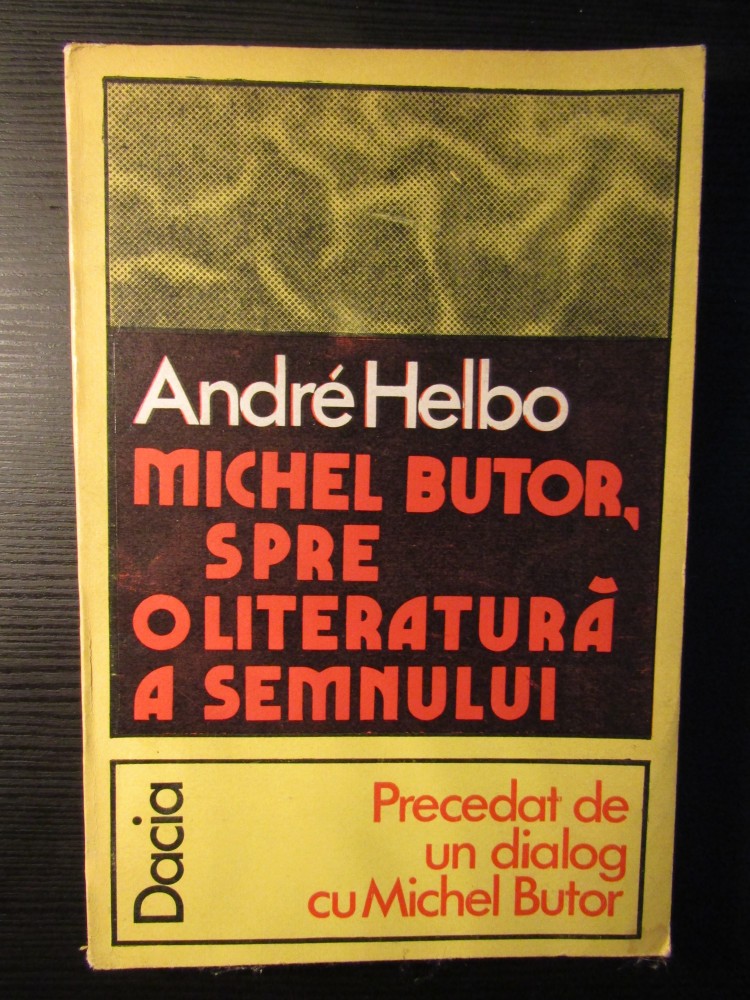 André Helbo
MICHEL BUTOR,
SPRE
O LITERATURĂ
A SEMNULUI
Dacia
Precedat de
un dialog
cu Michel Butor